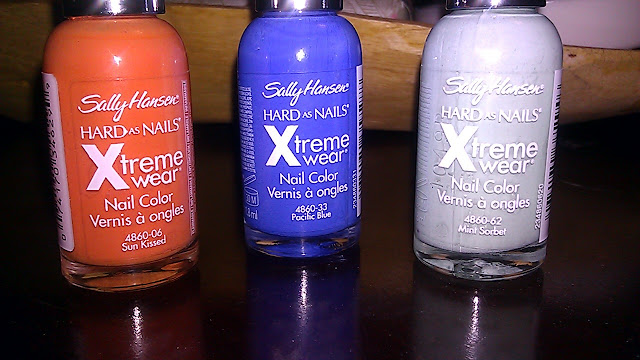 Sally Hansen®
HARD AS NAILS®
Xtreme
wear®
Nail Color
Vernis à ongles
4860-06
Sun Kissed
Sally Hansen®
HARD AS NAILS®
Xtreme
wear®
Nail Color
Vernis à ongles
4860-33
Pacific Blue
Sally Hansen®
HARD AS NAILS®
Xtreme
wear®
Nail Color
Vernis à ongles
4860-62
Mint Sorbet